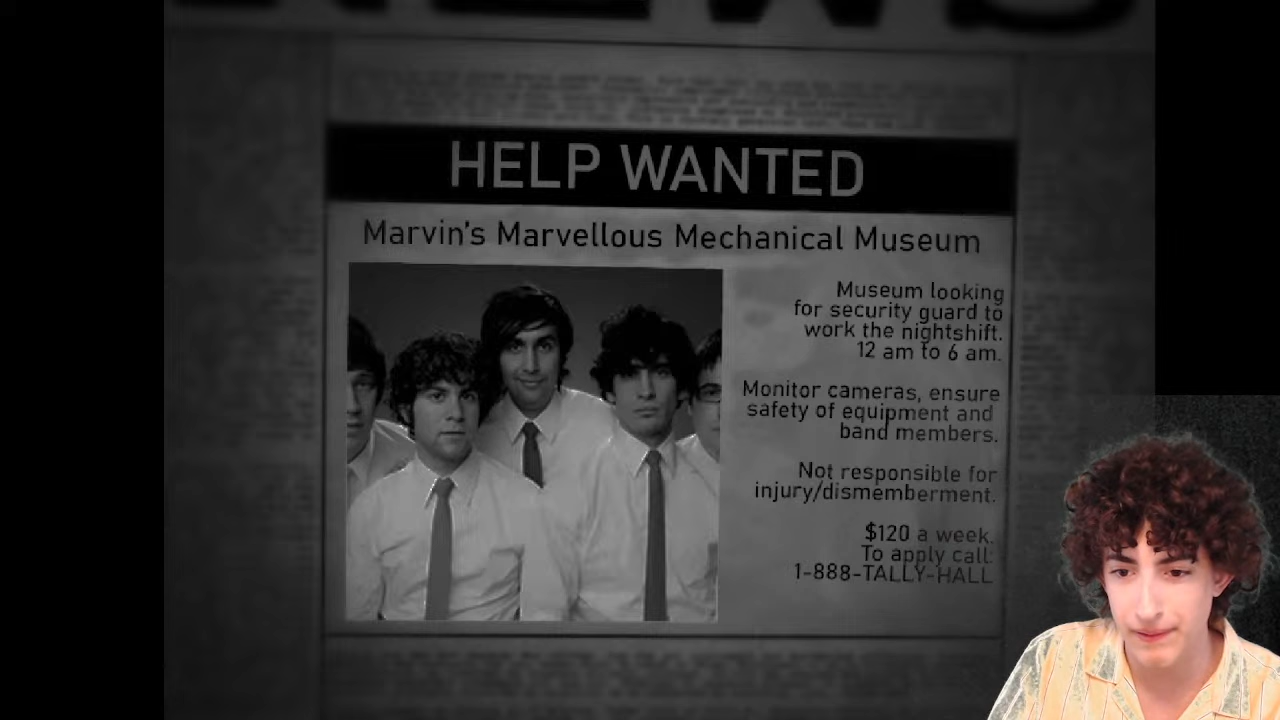 NEWS
HELP WANTED
Marvin's Marvellous Mechanical Museum
Museum looking
for security guard to
work the nightshift.
12 am to 6 am.
Monitor cameras, ensure
safety of equipment and
band members.
Not responsible for
injury/dismemberment.
$120 a week.
To apply call:
1-888-TALLY-HALL